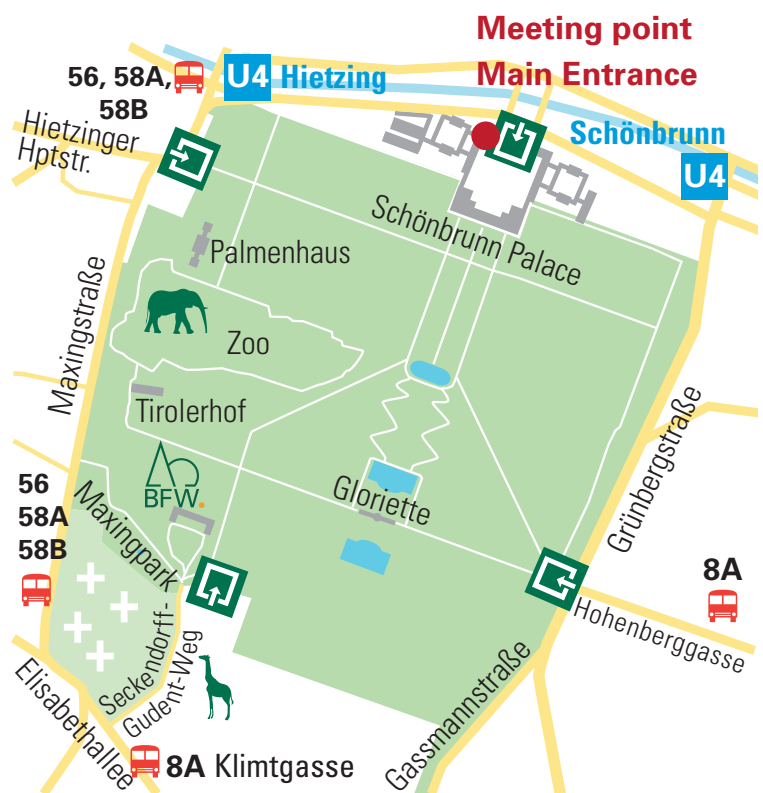 Meeting point
Main Entrance
56, 58A,
58B
U4 Hietzing
Hietzinger
Hptstr.
Schönbrunn
U4
Schönbrunn Palace
Palmenhaus
Maxingstraße
Zoo
Tirolerhof
Grünbergstraße
BFW.
Gloriette
56
58A
58B
Maxingpark
8A
Hohenberggasse
Seckendorff-
Gudent-Weg
Elisabethallee
Gassmannstraße
8A Klimtgasse